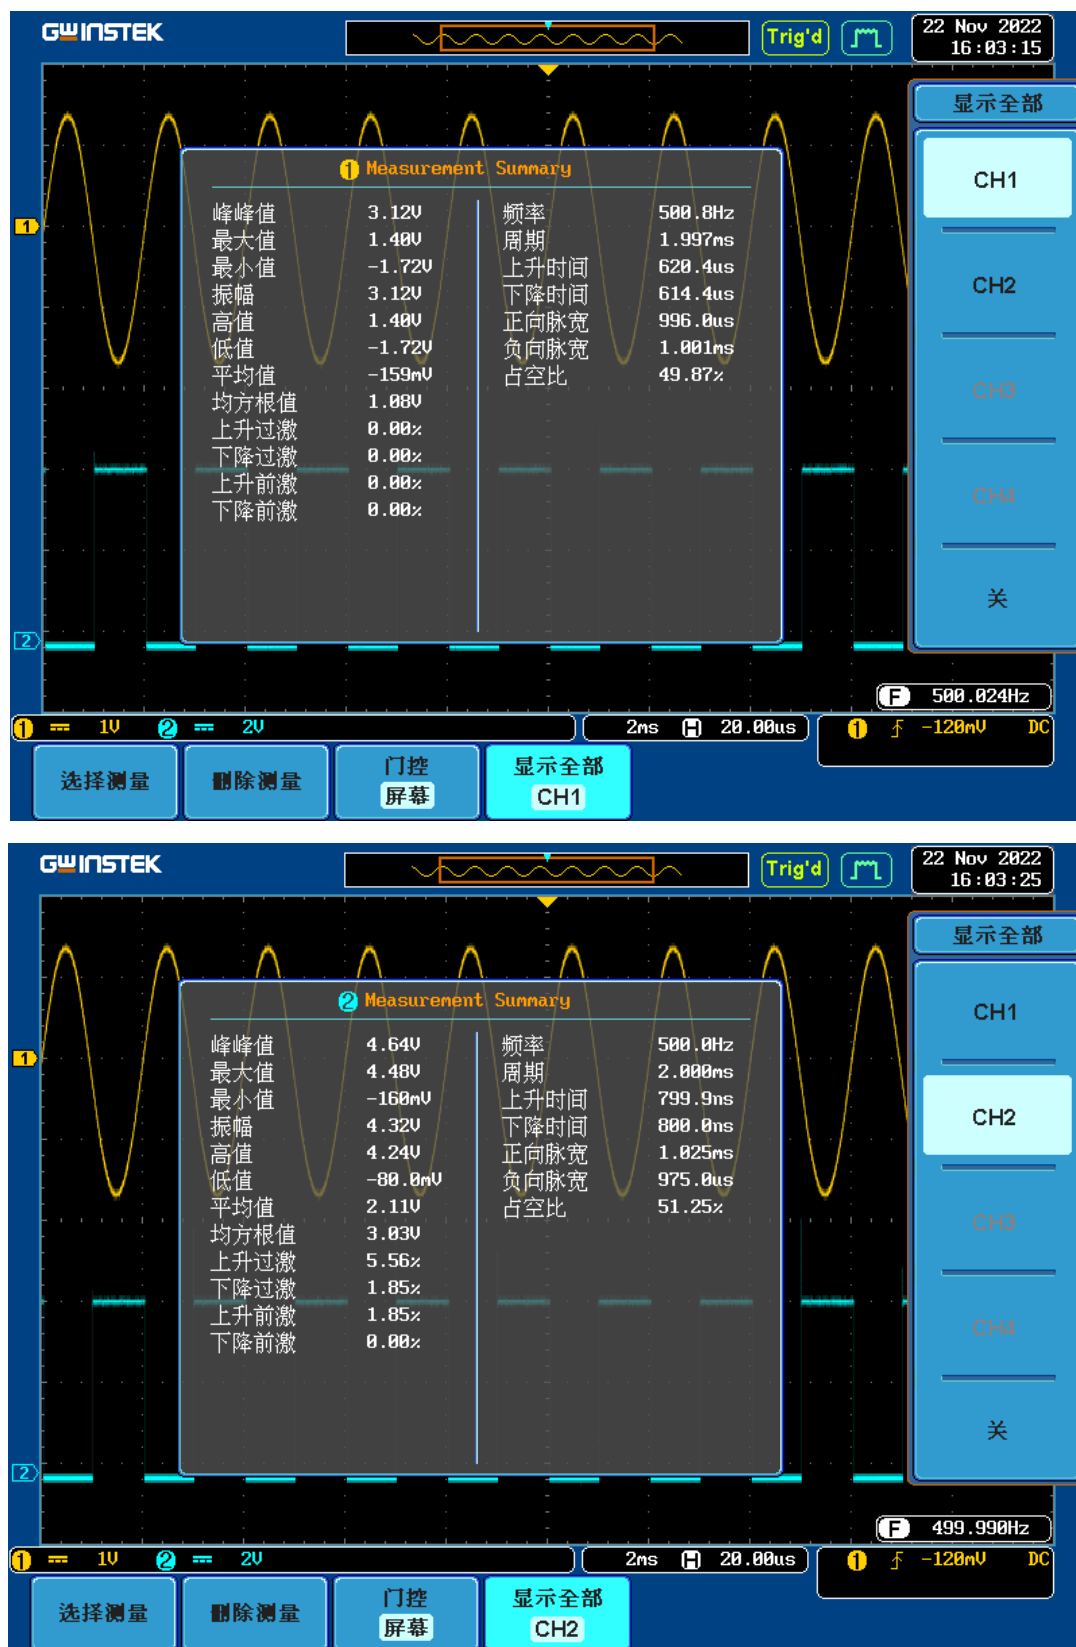 GWINSTEK
Trig'd
22 Nov 2022
16:03:15
显示全部
1 Measurement Summary
峰峰值 3.12V 频率 500.8Hz
最大值 1.40V 周期 1.997ms
最小值 -1.72V 上升时间 620.4us
振幅 3.12V 下降时间 614.4us
高值 1.40V 正向脉宽 996.0us
低值 -1.72V 负向脉宽 1.001ms
平均值 -159mV 占空比 49.87%
均方根值 1.08V
上升过激 0.00%
下降过激 0.00%
上升前激 0.00%
下降前激 0.00%
CH1
CH2
CH3
CH4
关
1
2
F 500.024Hz
1 1V 2 2V 2ms H 20.00us 1 -120mV DC
选择测量 删除测量 门控 屏幕 显示全部 CH1
GWINSTEK
Trig'd
22 Nov 2022
16:03:25
显示全部
2 Measurement Summary
峰峰值 4.64V 频率 500.0Hz
最大值 4.48V 周期 2.000ms
最小值 -160mV 上升时间 799.9ns
振幅 4.32V 下降时间 800.0ns
高值 4.24V 正向脉宽 1.025ms
低值 -80.0mV 负向脉宽 975.0us
平均值 2.11V 占空比 51.25%
均方根值 3.03V
上升过激 5.56%
下降过激 1.85%
上升前激 1.85%
下降前激 0.00%
CH1
CH2
CH3
CH4
关
1
2
F 499.990Hz
1 1V 2 2V 2ms H 20.00us 1 -120mV DC
选择测量 删除测量 门控 屏幕 显示全部 CH2